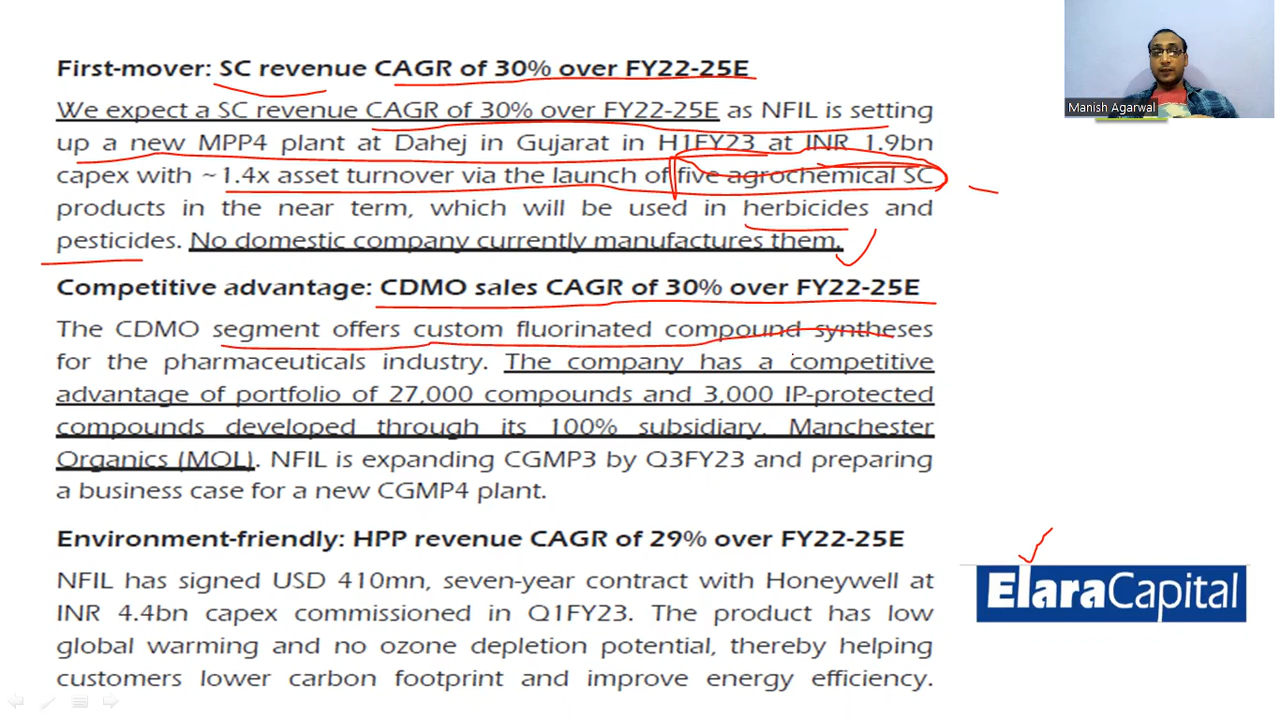 First-mover: SC revenue CAGR of 30% over FY22-25E
We expect a SC revenue CAGR of 30% over FY22-25E as NFIL is setting
up a new MPP4 plant at Dahej in Gujarat in H1FY23 at INR 1.9bn
capex with ~1.4x asset turnover via the launch of five agrochemical SC
products in the near term, which will be used in herbicides and
pesticides. No domestic company currently manufactures them.
Competitive advantage: CDMO sales CAGR of 30% over FY22-25E
The CDMO segment offers custom fluorinated compound syntheses
for the pharmaceuticals industry. The company has a competitive
advantage of portfolio of 27,000 compounds and 3,000 IP-protected
compounds developed through its 100% subsidiary, Manchester
Organics (MOL). NFIL is expanding CGMP3 by Q3FY23 and preparing
a business case for a new CGMP4 plant.
Environment-friendly: HPP revenue CAGR of 29% over FY22-25E
NFIL has signed USD 410mn, seven-year contract with Honeywell at
INR 4.4bn capex commissioned in Q1FY23. The product has low
global warming and no ozone depletion potential, thereby helping
customers lower carbon footprint and improve energy efficiency.
Manish Agarwal
ElaraCapital